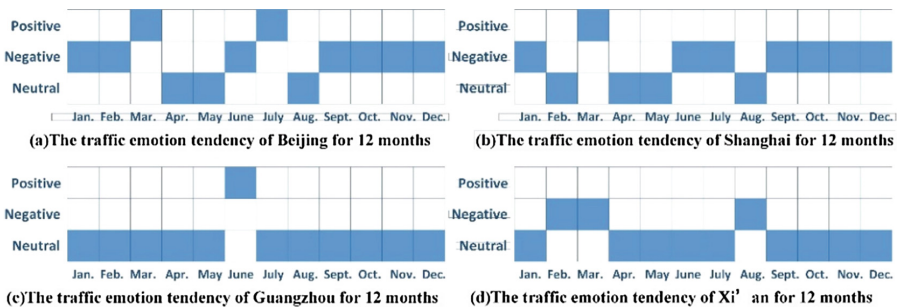 Positive
Negative
Neutral
Jan. Feb. Mar. Apr. May June July Aug. Sept. Oct. Nov. Dec.
(a)The traffic emotion tendency of Beijing for 12 months
Positive
Negative
Neutral
Jan. Feb. Mar. Apr. May June July Aug. Sept. Oct. Nov. Dec.
(b)The traffic emotion tendency of Shanghai for 12 months
Positive
Negative
Neutral
Jan. Feb. Mar. Apr. May June July Aug. Sept. Oct. Nov. Dec.
(c)The traffic emotion tendency of Guangzhou for 12 months
Positive
Negative
Neutral
Jan. Feb. Mar. Apr. May June July Aug. Sept. Oct. Nov. Dec.
(d)The traffic emotion tendency of Xi’ an for 12 months